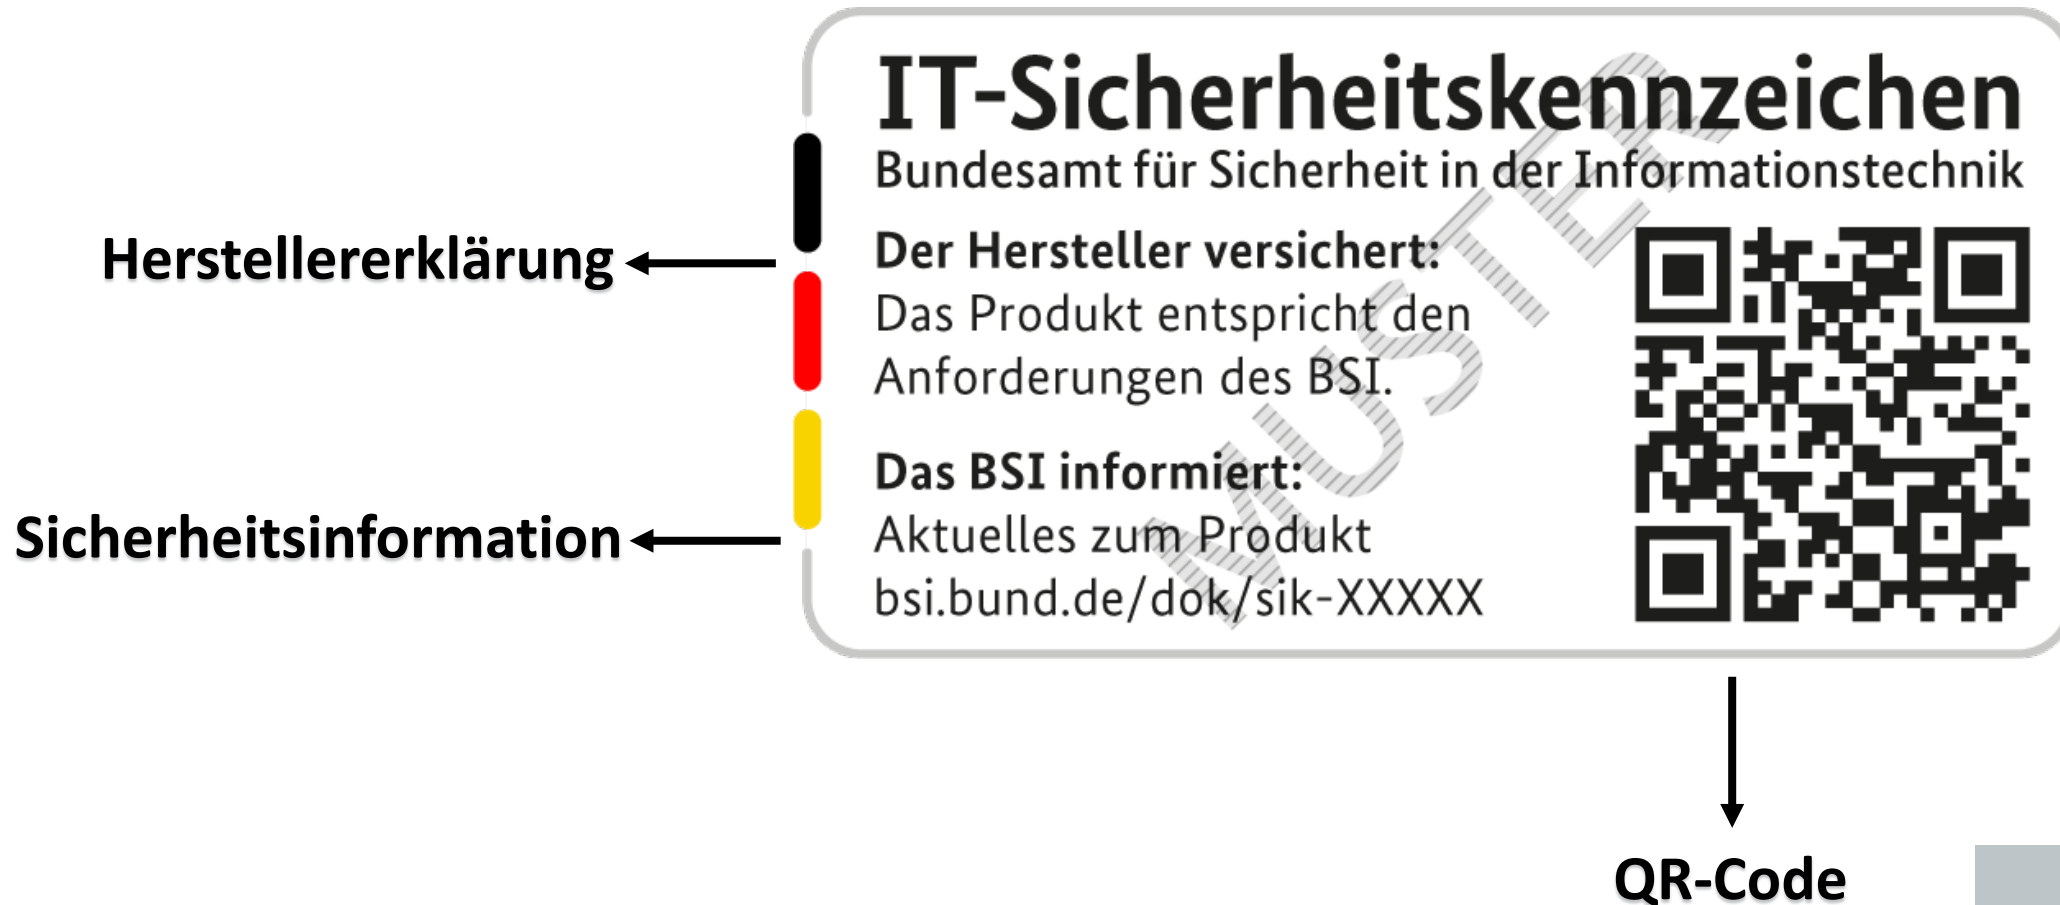 IT-Sicherheitskennzeichen
Bundesamt für Sicherheit in der Informationstechnik
Herstellererklärung
Der Hersteller versichert:
Das Produkt entspricht den
Anforderungen des BSI.
Sicherheitsinformation
Das BSI informiert:
Aktuelles zum Produkt
bsi.bund.de/dok/sik-XXXXX
MUSTER
QR-Code